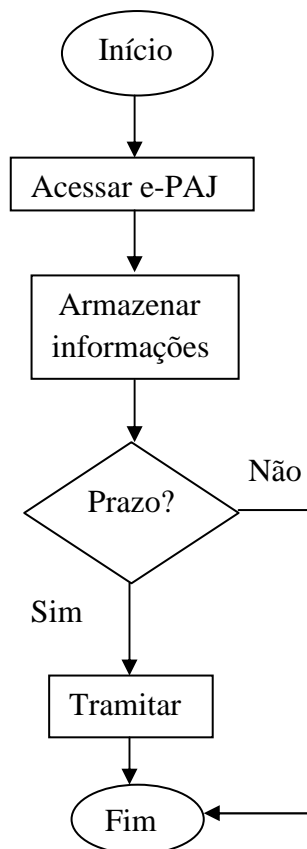 Início
Acessar e-PAJ
Armazenar
informações
Prazo?
Não
Sim
Tramitar
Fim